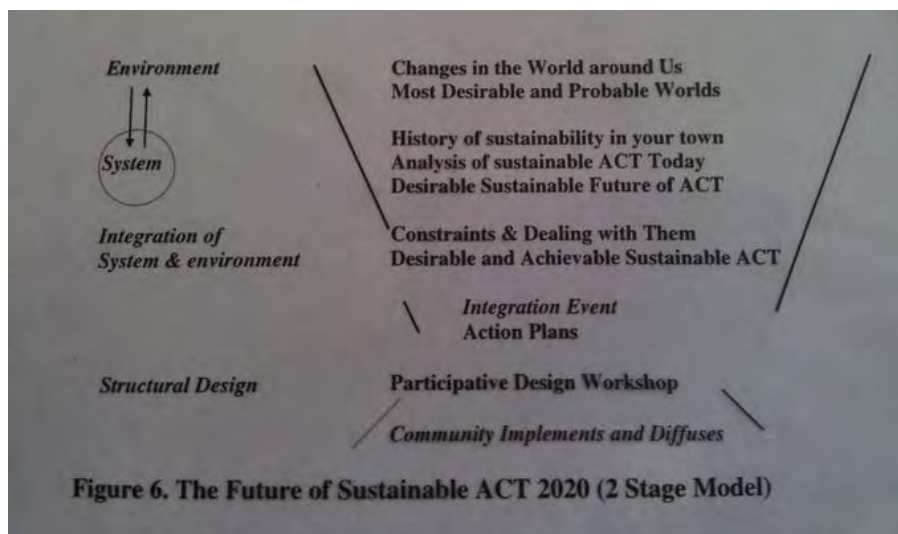 Environment
Changes in the World around Us
Most Desirable and Probable Worlds
System
History of sustainability in your town
Analysis of sustainable ACT Today
Desirable Sustainable Future of ACT
Integration of
System & environment
Constraints & Dealing with Them
Desirable and Achievable Sustainable ACT
Integration Event
Action Plans
Structural Design
Participative Design Workshop
Community Implements and Diffuses
Figure 6. The Future of Sustainable ACT 2020 (2 Stage Model)